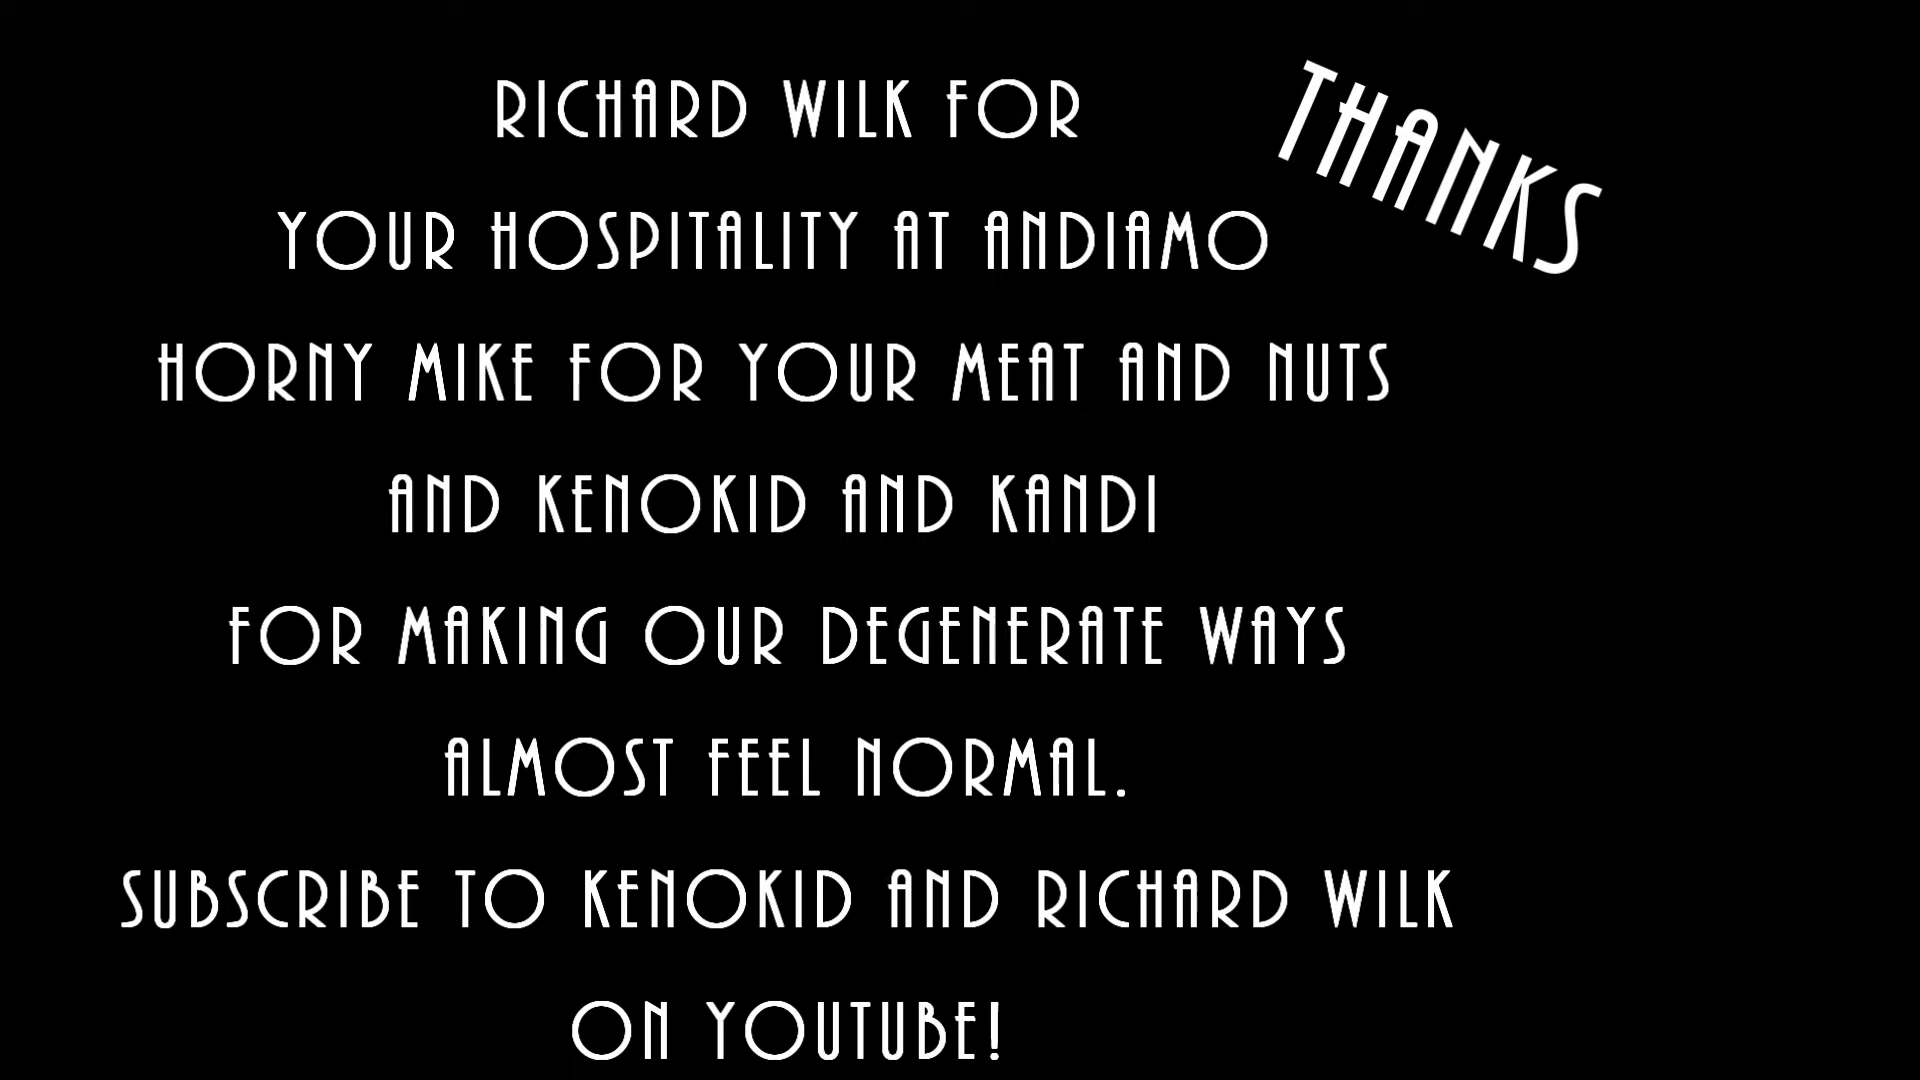 THANKS
RICHARD WILK FOR
YOUR HOSPITALITY AT ANDIAMO
HORNY MIKE FOR YOUR MEAT AND NUTS
AND KENOKID AND KANDI
FOR MAKING OUR DEGENERATE WAYS
ALMOST FEEL NORMAL.
SUBSCRIBE TO KENOKID AND RICHARD WILK
ON YOUTUBE!